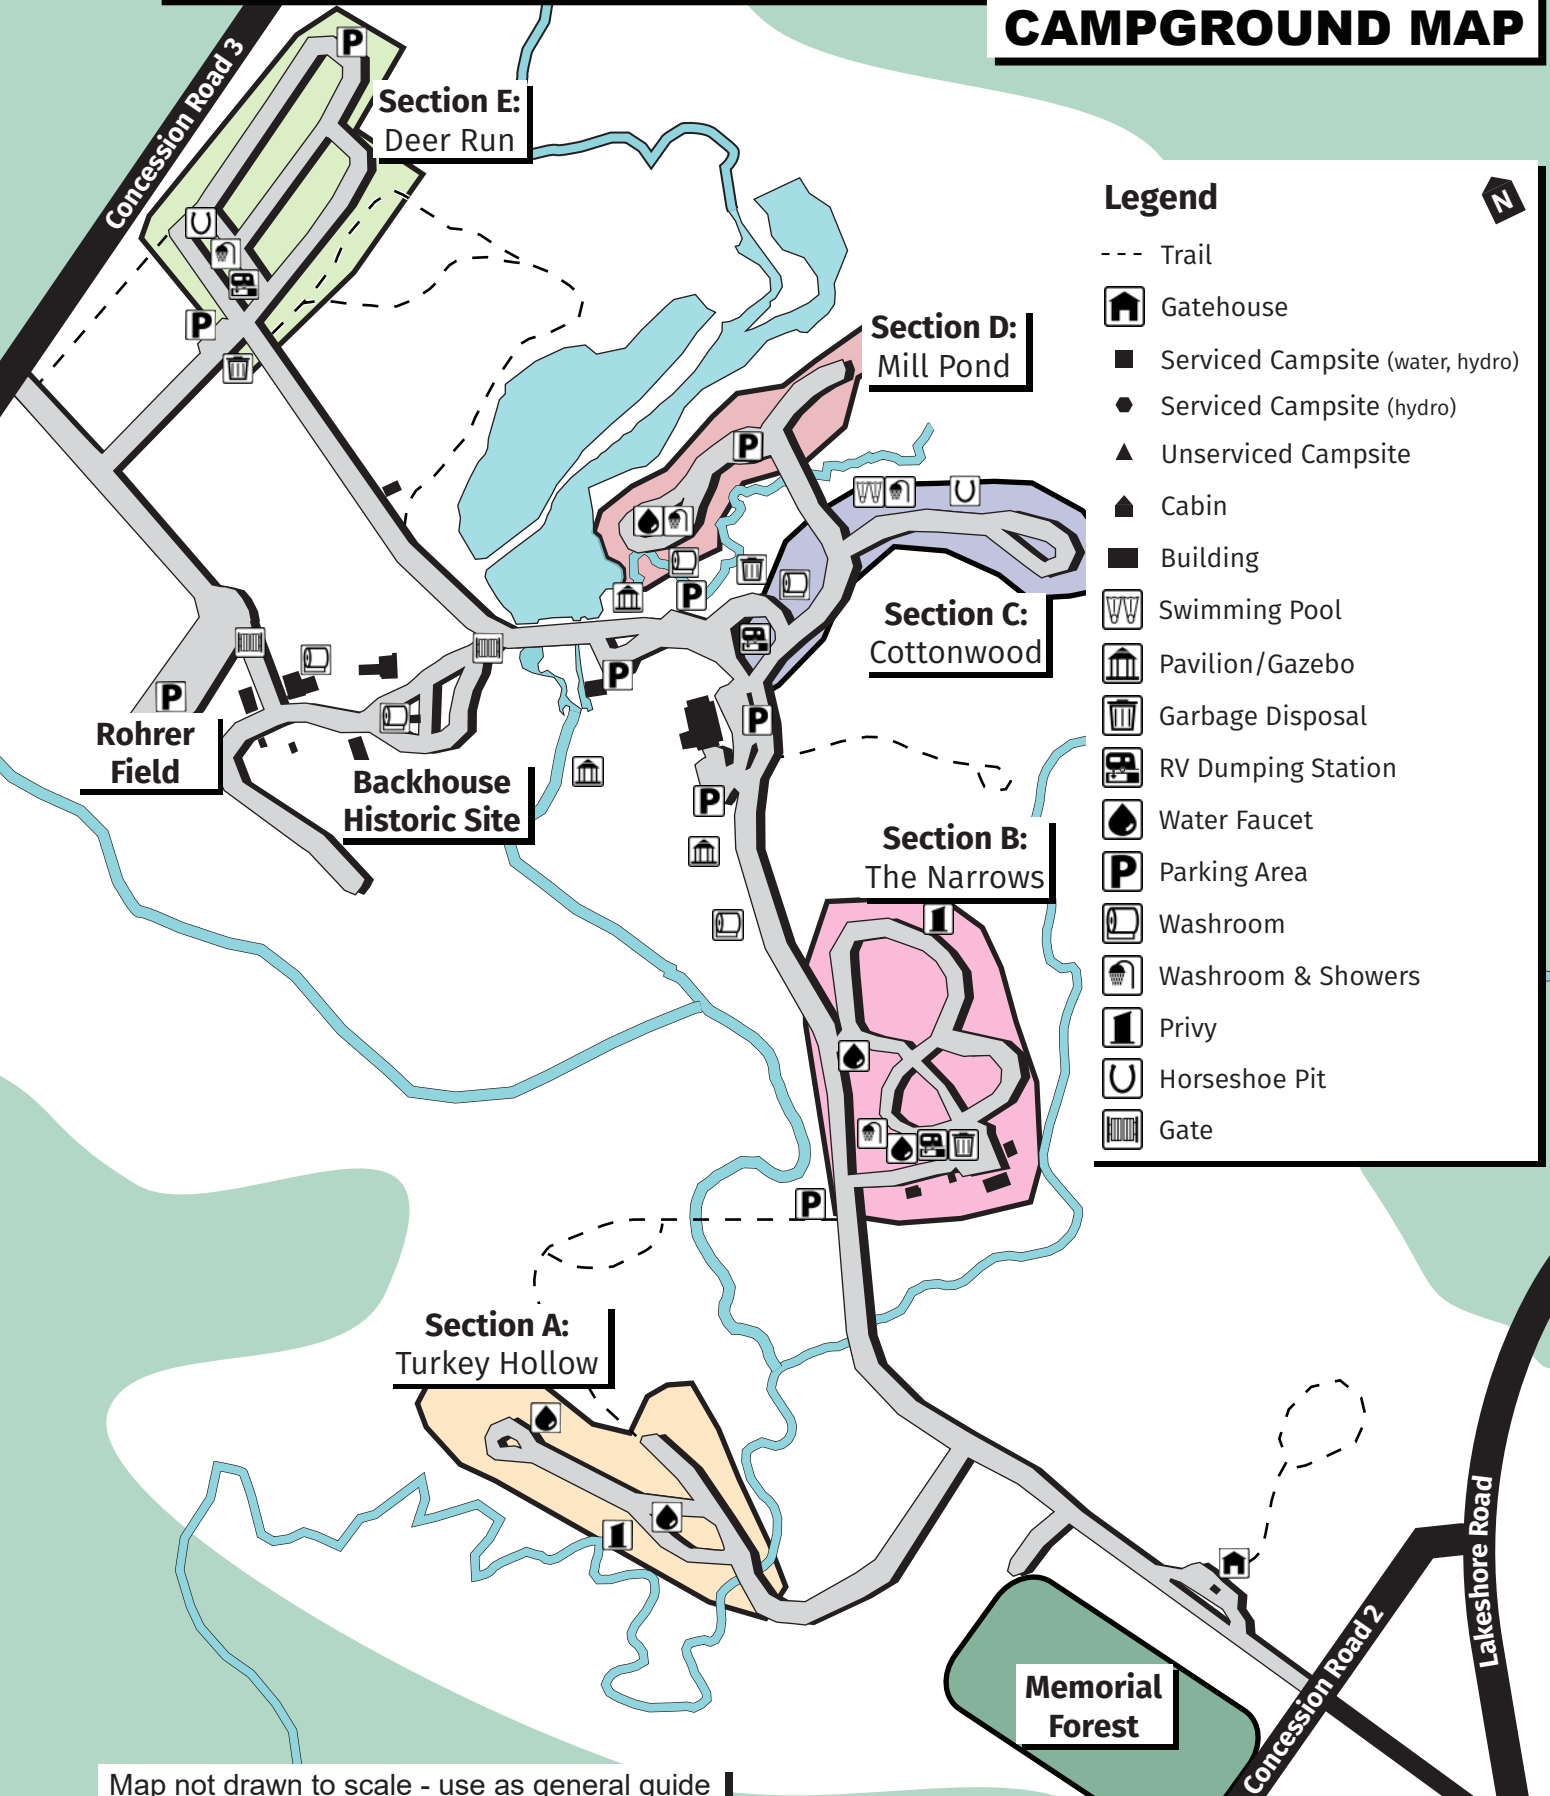 CAMPGROUND MAP
Concession Road 3
P
Section E:
Deer Run
P
Section D:
Mill Pond
P
P
P
Section C:
Cottonwood
P
Rohrer
Field
Backhouse
Historic Site
P
P
Section B:
The Narrows
P
Section A:
Turkey Hollow
Memorial
Forest
Concession Road 2
Lakeshore Road
Legend
N
Trail
Gatehouse
Serviced Campsite (water, hydro)
Serviced Campsite (hydro)
Unserviced Campsite
Cabin
Building
Swimming Pool
Pavilion/Gazebo
Garbage Disposal
RV Dumping Station
Water Faucet
P Parking Area
Washroom
Washroom & Showers
Privy
Horseshoe Pit
Gate
Map not drawn to scale - use as general guide